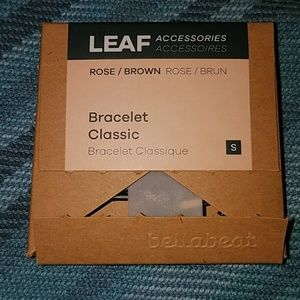 LEAF ACCESSORIES
ACCESSOIRES
ROSE / BROWN ROSE / BRUN
Bracelet
Classic
Bracelet Classique
S
bellabeat